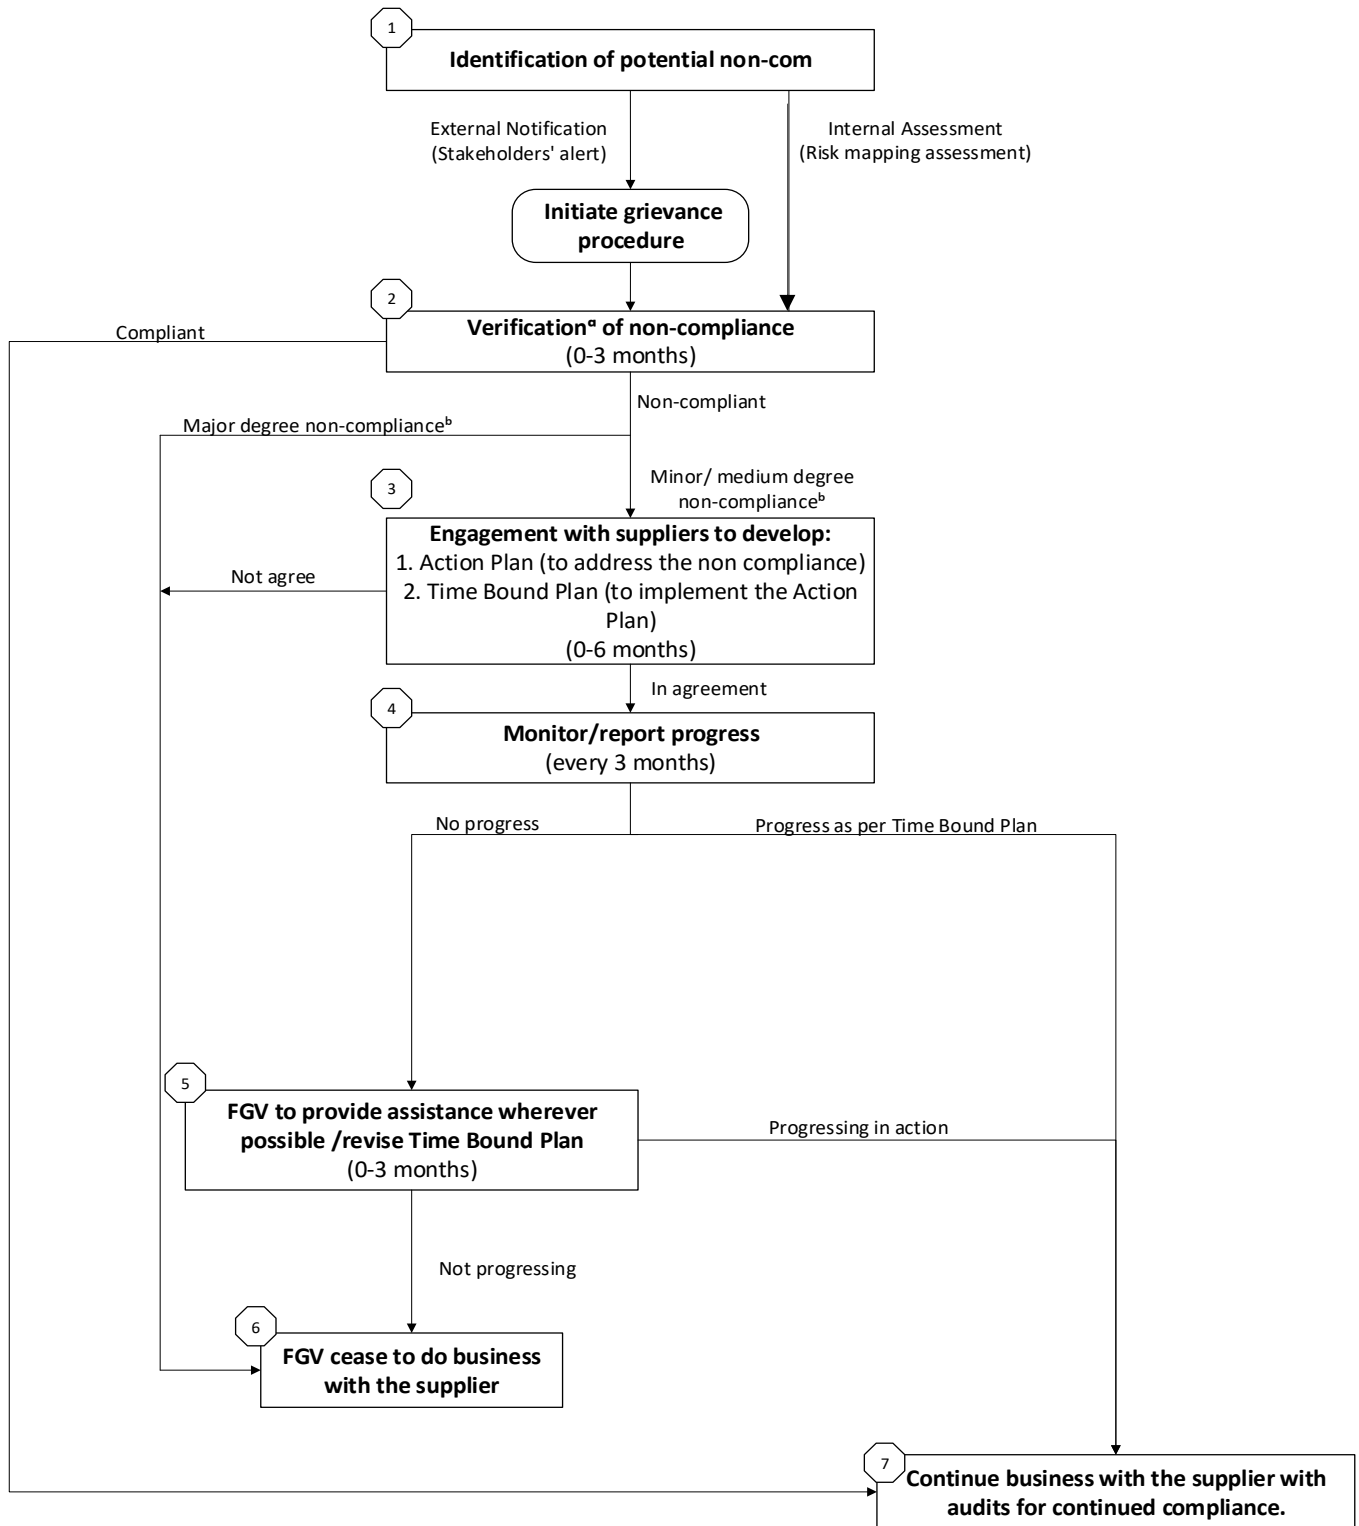 1
Identification of potential non-com
External Notification
(Stakeholders' alert)
Internal Assessment
(Risk mapping assessment)
Initiate grievance
procedure
2
Verificationᵃ of non-compliance
(0-3 months)
Compliant
Non-compliant
Major degree non-complianceᵇ
Minor/ medium degree
non-complianceᵇ
3
Engagement with suppliers to develop:
1. Action Plan (to address the non compliance)
2. Time Bound Plan (to implement the Action
Plan)
(0-6 months)
Not agree
In agreement
4
Monitor/report progress
(every 3 months)
No progress
Progress as per Time Bound Plan
5
FGV to provide assistance wherever
possible /revise Time Bound Plan
(0-3 months)
Progressing in action
Not progressing
6
FGV cease to do business
with the supplier
7
Continue business with the supplier with
audits for continued compliance.